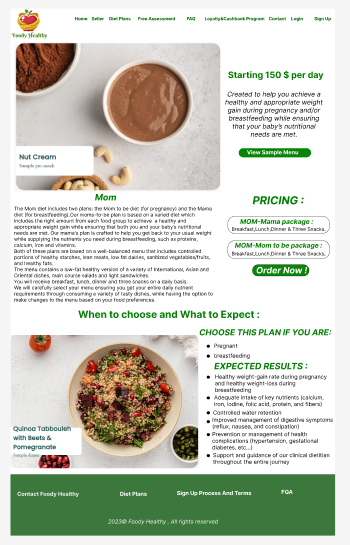 Home Seller Diet Plans Free Assessment FAQ Loyalty&Cashback Program Contact Login Sign Up
Foody Healthy
Starting 150 $ per day
Created to help you achieve a
healthy and appropriate weight
gain during pregnancy and/or
breastfeeding while ensuring
that your baby's nutritional
needs are met.
View Sample Menu
Nut Cream
Sample pm snack
Mom
The Mom diet includes two plans: the Mom to be diet (for pregnancy) and the Mama
diet (for breastfeeding).Our moms-to-be plan is based on a varied diet which
includes the right amount from each food group to achieve a healthy and
appropriate weight gain while ensuring that both you and your baby's nutritional
needs are met. Our mama's plan is crafted to help you get back to your usual weight
while supplying the nutrients you need during breastfeeding, such as proteins,
calcium, iron and vitamins.
Both of these plans are based on a well-balanced menu that includes controlled
portions of healthy starches, lean meats, low fat dairies, sanitized vegetables/fruits,
and healthy fats.
The menu contains a low-fat healthy version of a variety of International, Asian and
Oriental dishes, main course salads and light sandwiches
You will receive breakfast, lunch, dinner and three snacks on a daily basis.
We will carefully select your menu ensuring you get your entire daily nutrient
requirements through consuming a variety of tasty dishes, while having the option to
make changes to the menu based on your food preferences.
PRICING :
MOM-Mama package :
Breakfast,Lunch,Dinner & Three Snacks.
MOM-Mom to be package :
Breakfast,Lunch,Dinner & Three Snacks.
Order Now !
When to choose and What to Expect :
CHOOSE THIS PLAN IF YOU ARE:
Pregnant
breastfeeding
EXPECTED RESULTS :
Healthy weight-gain rate during pregnancy
and healthy weight-loss during
breastfeeding
Adequate intake of key nutrients (calcium,
iron, iodine, folic acid, protein, and fibers)
Controlled water retention
Improved management of digestive symptoms
(reflux, nausea, and constipation)
Prevention or management of health
complications (hypertension, gestational
diabetes, etc...)
Support and guidance of our clinical dietitian
throughout the entire journey
Quinoa Tabbouleh
with Beets &
Pomegranate
Sample dinner
Contact Foody Healthy Diet Plans Sign Up Process And Terms FQA
2023© Foody Healthy , All rights reserved